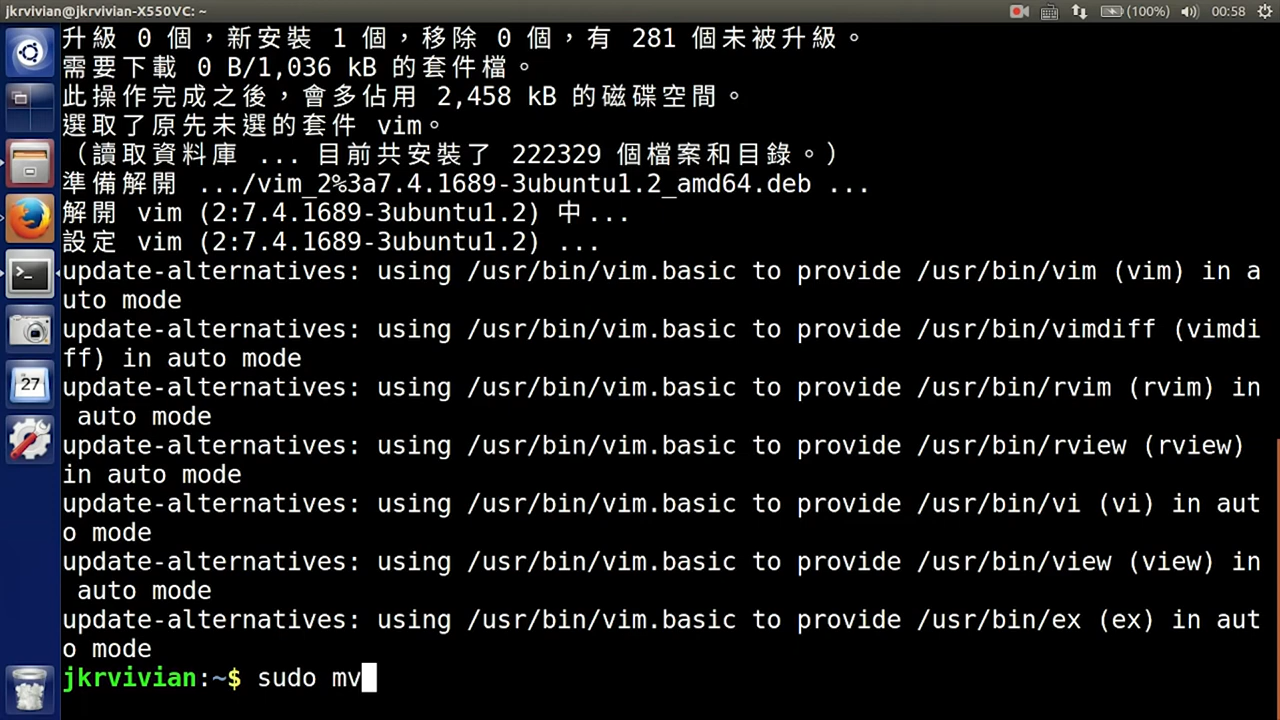 jkrvivian@jkrvivian-X550VC: ~ (100%) 00:58
升級 0 個，新安裝 1 個，移除 0 個，有 281 個未被升級。
需要下載 0 B/1,036 kB 的套件檔。
此操作完成之後，會多佔用 2,458 kB 的磁碟空間。
選取了原先未選的套件 vim。
（讀取資料庫 ... 目前共安裝了 222329 個檔案和目錄。）
準備解開 .../vim_2%3a7.4.1689-3ubuntu1.2_amd64.deb ...
解開 vim (2:7.4.1689-3ubuntu1.2) 中...
設定 vim (2:7.4.1689-3ubuntu1.2) ...
update-alternatives: using /usr/bin/vim.basic to provide /usr/bin/vim (vim) in a
uto mode
update-alternatives: using /usr/bin/vim.basic to provide /usr/bin/vimdiff (vimdi
ff) in auto mode
update-alternatives: using /usr/bin/vim.basic to provide /usr/bin/rvim (rvim) in
 auto mode
update-alternatives: using /usr/bin/vim.basic to provide /usr/bin/rview (rview)
in auto mode
update-alternatives: using /usr/bin/vim.basic to provide /usr/bin/vi (vi) in aut
o mode
update-alternatives: using /usr/bin/vim.basic to provide /usr/bin/view (view) in
 auto mode
update-alternatives: using /usr/bin/vim.basic to provide /usr/bin/ex (ex) in aut
o mode
jkrvivian:~$ sudo mv
27